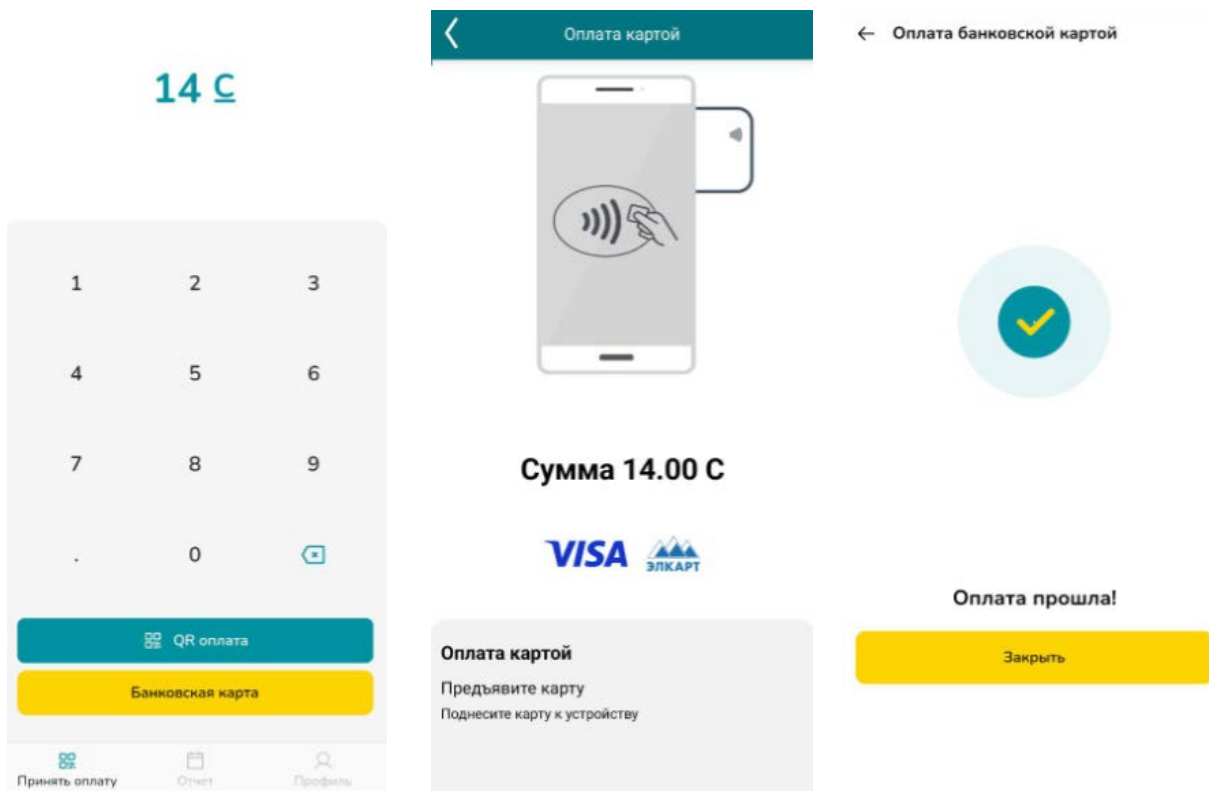 14 С
1 2 3
4 5 6
7 8 9
. 0
QR оплата
Банковская карта
Принять оплату Отчет Профиль
Оплата картой
Сумма 14.00 С
VISA ЭЛКАРТ
Оплата картой
Предъявите карту
Поднесите карту к устройству
← Оплата банковской картой
Оплата прошла!
Закрыть